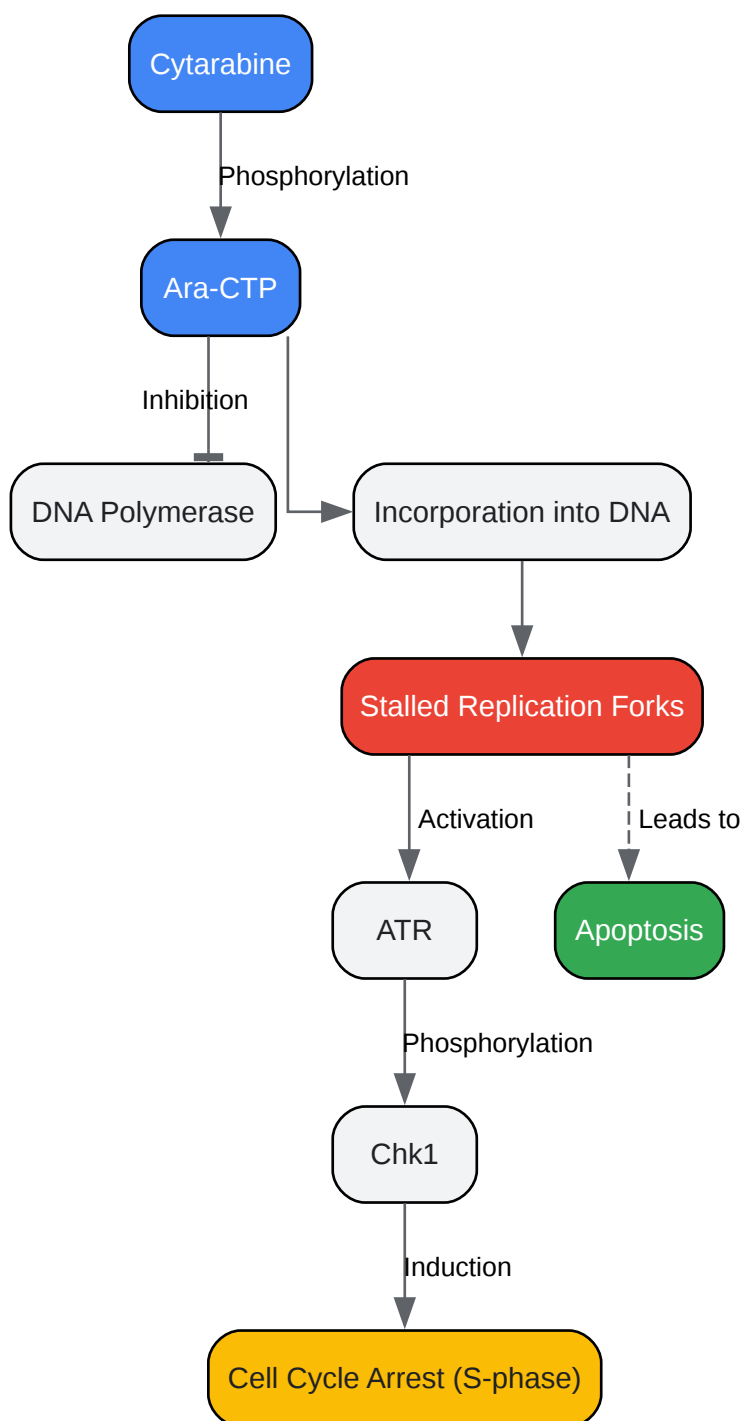 Cytarabine
Phosphorylation
Ara-CTP
Inhibition
DNA Polymerase
Incorporation into DNA
Stalled Replication Forks
Activation
Leads to
ATR
Apoptosis
Phosphorylation
Chk1
Induction
Cell Cycle Arrest (S-phase)